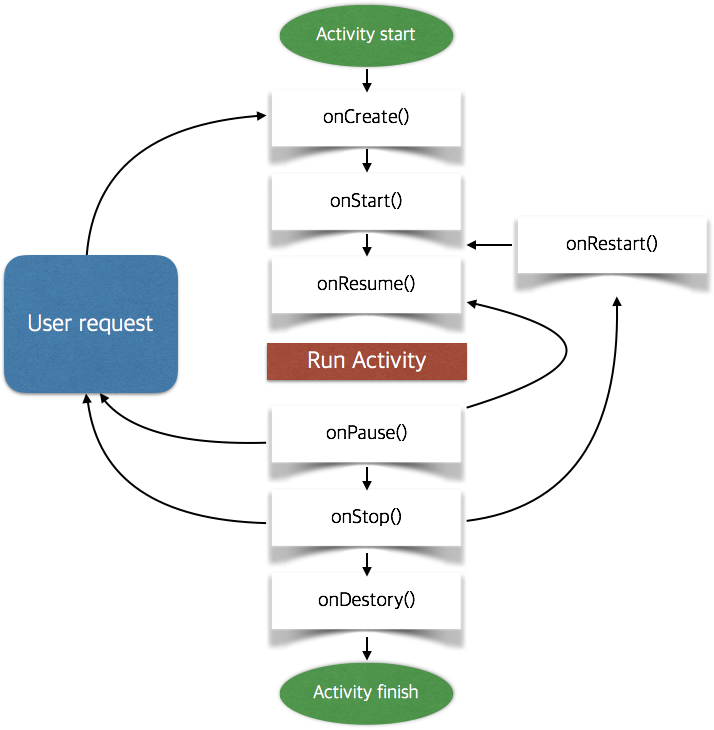 Activity start
onCreate()
onStart()
onRestart()
onResume()
User request
Run Activity
onPause()
onStop()
onDestory()
Activity finish